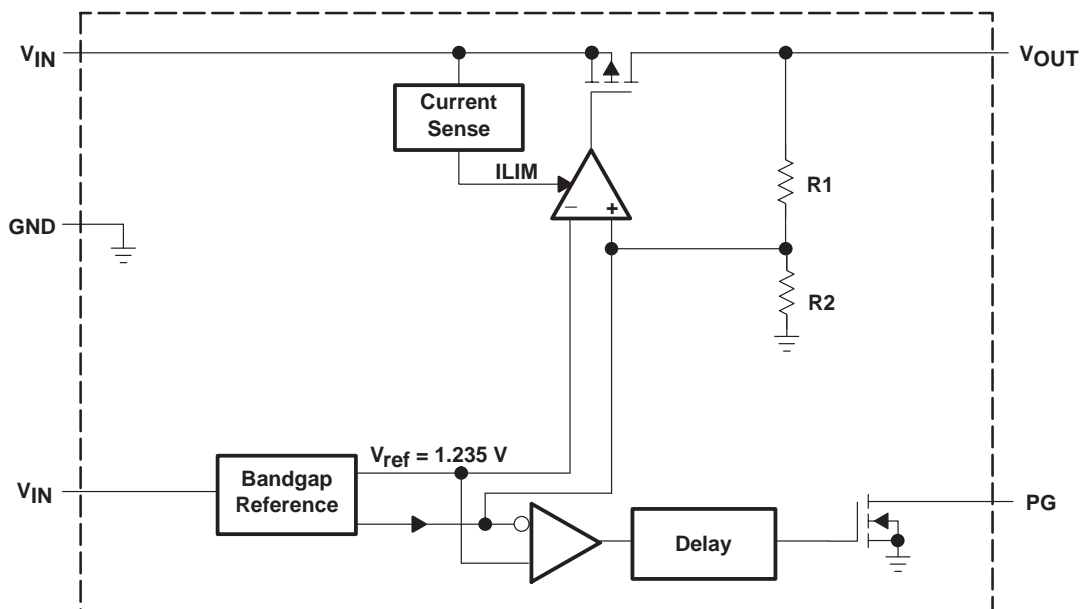 VIN
VOUT
Current
Sense
ILIM
−
+
R1
GND
R2
Vref = 1.235 V
VIN
Bandgap
Reference
PG
Delay